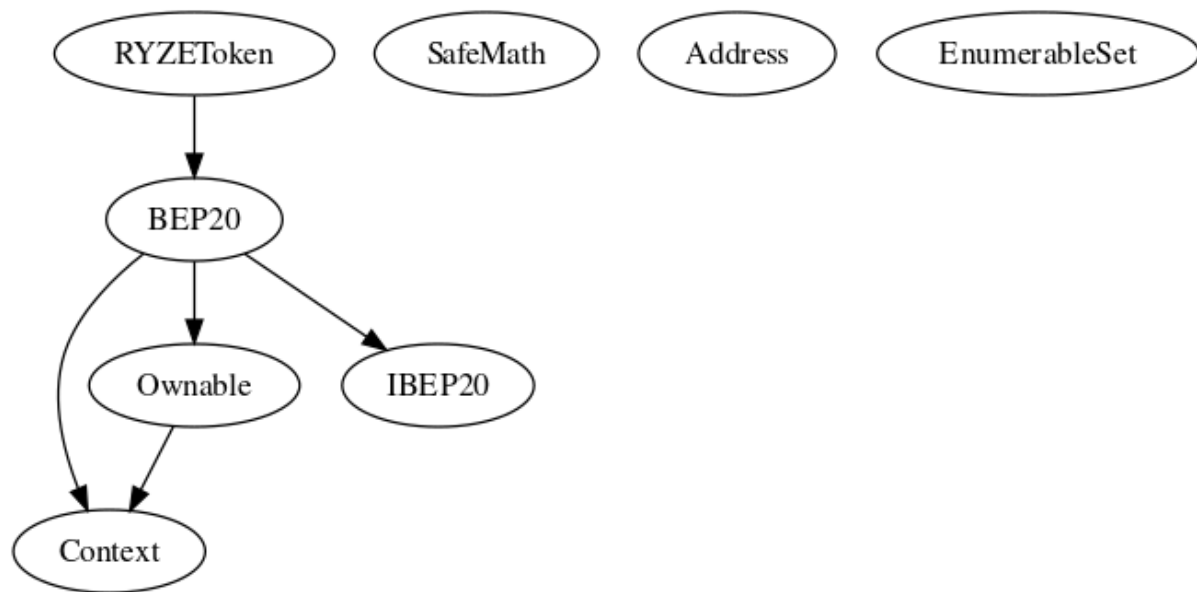 RYZEToken
SafeMath
Address
EnumerableSet
BEP20
Ownable
IBEP20
Context